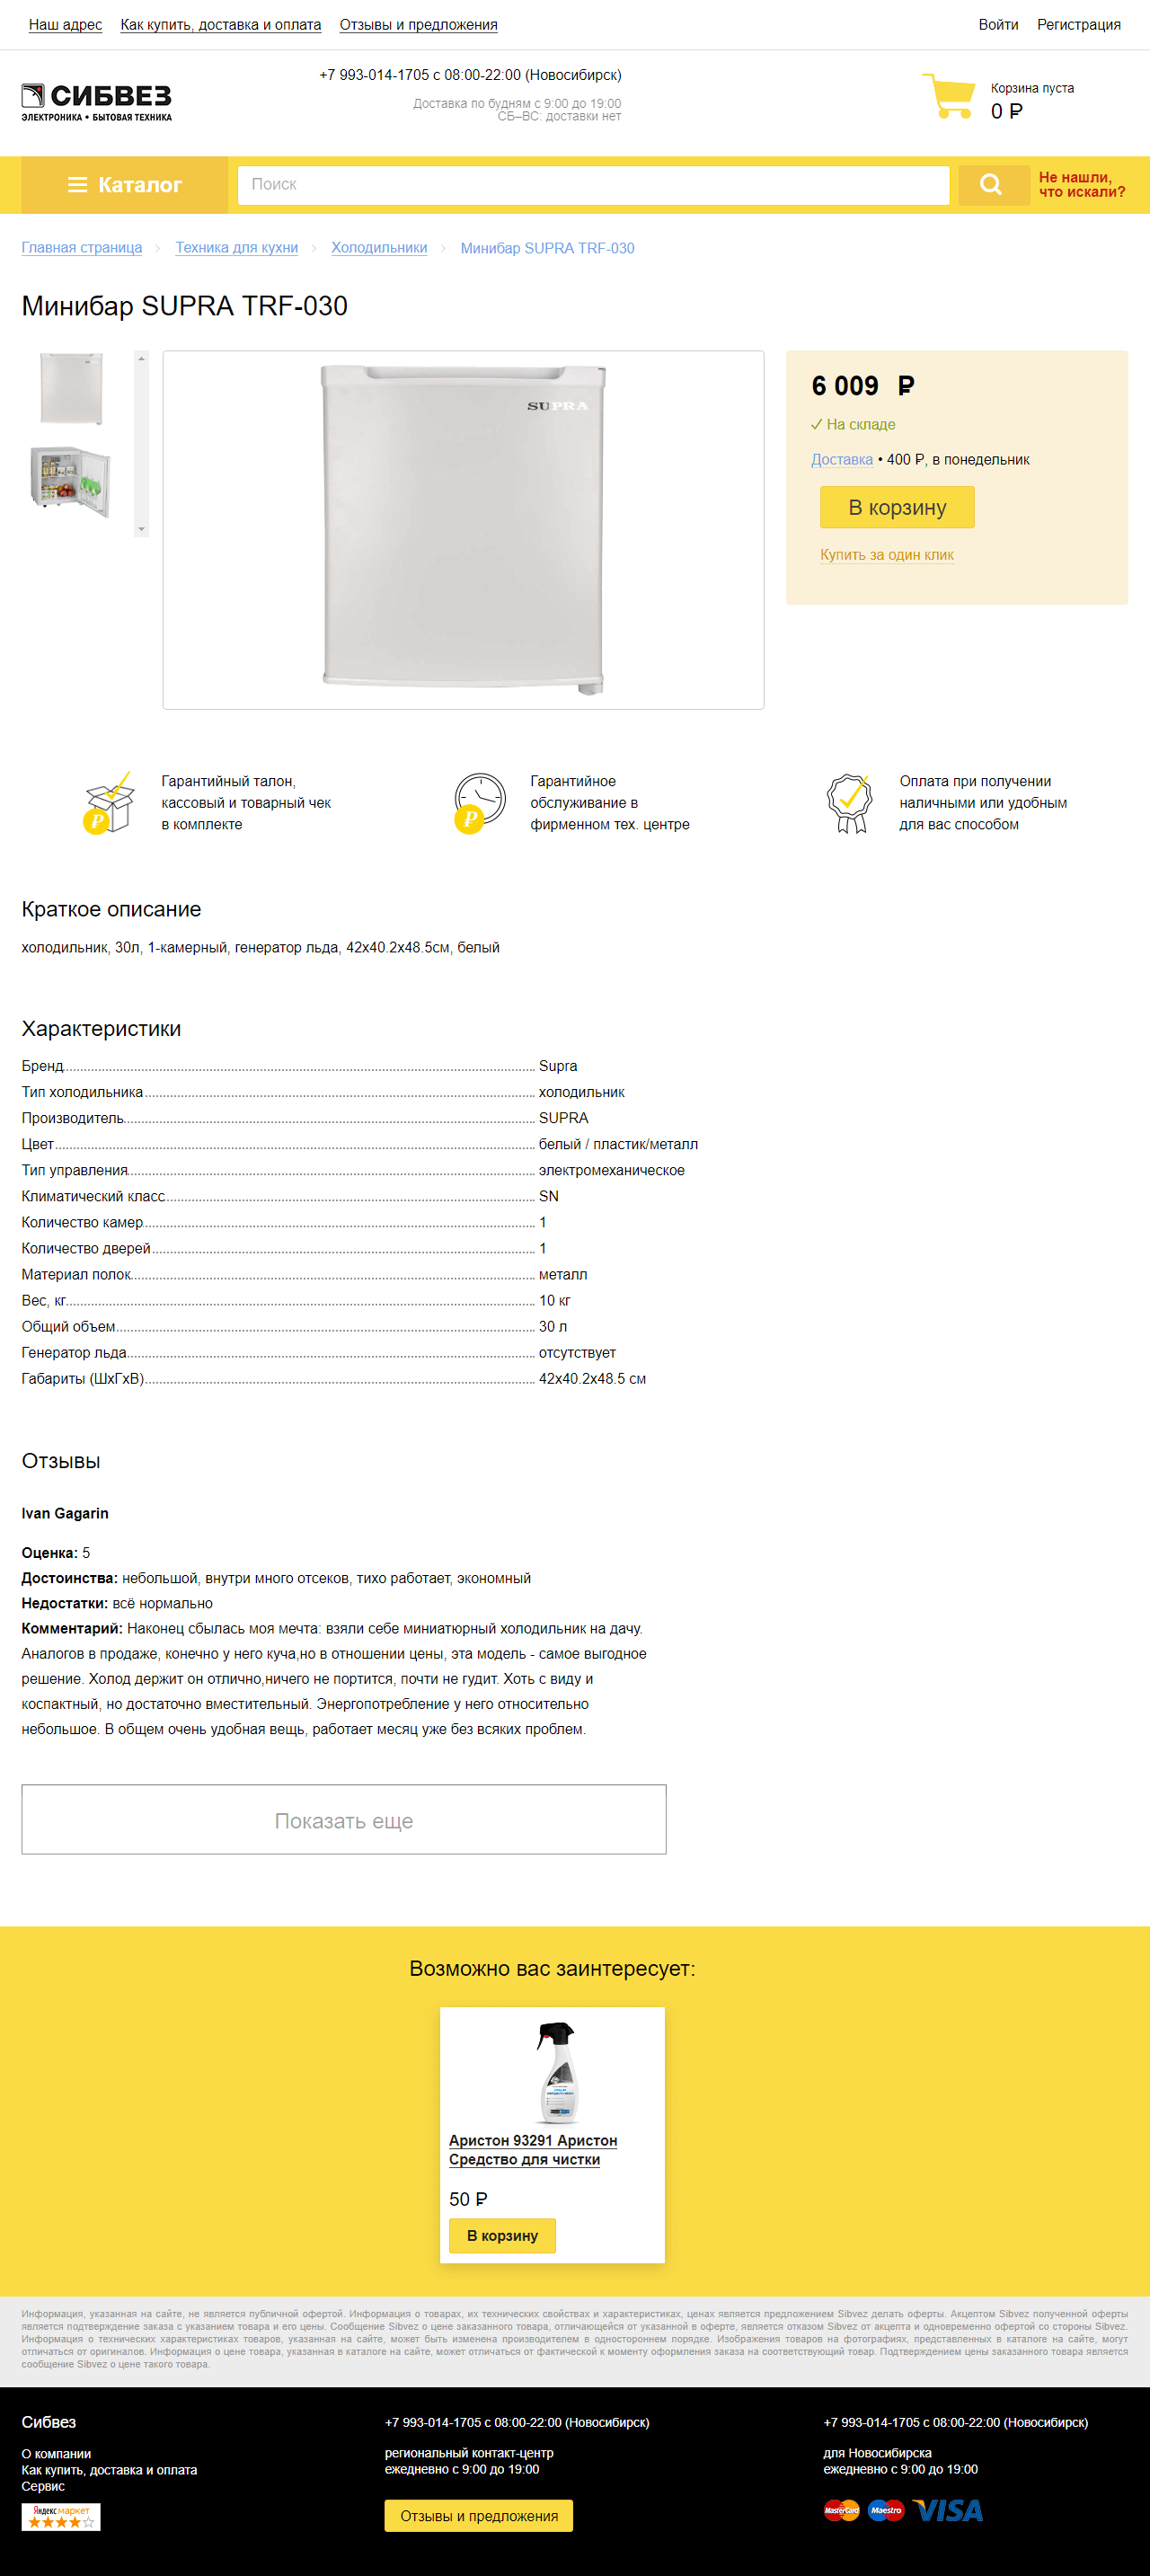 Наш адрес Как купить, доставка и оплата Отзывы и предложения Войти Регистрация
СИБВЕЗ
ЭЛЕКТРОНИКА • БЫТОВАЯ ТЕХНИКА
+7 993-014-1705 с 08:00-22:00 (Новосибирск)
Доставка по будням с 9:00 до 19:00
СБ–ВС: доставки нет
Корзина пуста
0 ₽
Каталог
Поиск
Не нашли,
что искали?
Главная страница Техника для кухни Холодильники Минибар SUPRA TRF-030
Минибар SUPRA TRF-030
SUPRA
6 009 ₽
На складе
Доставка • 400 ₽, в понедельник
В корзину
Купить за один клик
Гарантийный талон,
кассовый и товарный чек
в комплекте
Гарантийное
обслуживание в
фирменном тех. центре
Оплата при получении
наличными или удобным
для вас способом
Краткое описание
холодильник, 30л, 1-камерный, генератор льда, 42х40.2х48.5см, белый
Характеристики
Бренд Supra
Тип холодильника холодильник
Производитель SUPRA
Цвет белый / пластик/металл
Тип управления электромеханическое
Климатический класс SN
Количество камер 1
Количество дверей 1
Материал полок металл
Вес, кг 10 кг
Общий объем 30 л
Генератор льда отсутствует
Габариты (ШхГхВ) 42х40.2х48.5 см
Отзывы
Ivan Gagarin
Оценка: 5
Достоинства: небольшой, внутри много отсеков, тихо работает, экономный
Недостатки: всё нормально
Комментарий: Наконец сбылась моя мечта: взяли себе миниатюрный холодильник на дачу.
Аналогов в продаже, конечно у него куча,но в отношении цены, эта модель - самое выгодное
решение. Холод держит он отлично,ничего не портится, почти не гудит. Хоть с виду и
коспактный, но достаточно вместительный. Энергопотребление у него относительно
небольшое. В общем очень удобная вещь, работает месяц уже без всяких проблем.
Показать еще
Возможно вас заинтересует:
Аристон 93291 Аристон
Средство для чистки
50 ₽
В корзину
Информация, указанная на сайте, не является публичной офертой. Информация о товарах, их технических свойствах и характеристиках, ценах является предложением Sibvez делать оферты. Акцептом Sibvez полученной оферты
является подтверждение заказа с указанием товара и его цены. Сообщение Sibvez о цене заказанного товара, отличающейся от указанной в оферте, является отказом Sibvez от акцепта и одновременно офертой со стороны Sibvez.
Информация о технических характеристиках товаров, указанная на сайте, может быть изменена производителем в одностороннем порядке. Изображения товаров на фотографиях, представленных в каталоге на сайте, могут
отличаться от оригиналов. Информация о цене товара, указанная в каталоге на сайте, может отличаться от фактической к моменту оформления заказа на соответствующий товар. Подтверждением цены заказанного товара является
сообщение Sibvez о цене такого товара.
Сибвез
О компании
Как купить, доставка и оплата
Сервис
Яндекс маркет
+7 993-014-1705 с 08:00-22:00 (Новосибирск)
региональный контакт-центр
ежедневно с 9:00 до 19:00
Отзывы и предложения
+7 993-014-1705 с 08:00-22:00 (Новосибирск)
для Новосибирска
ежедневно с 9:00 до 19:00
MasterCard Maestro VISA